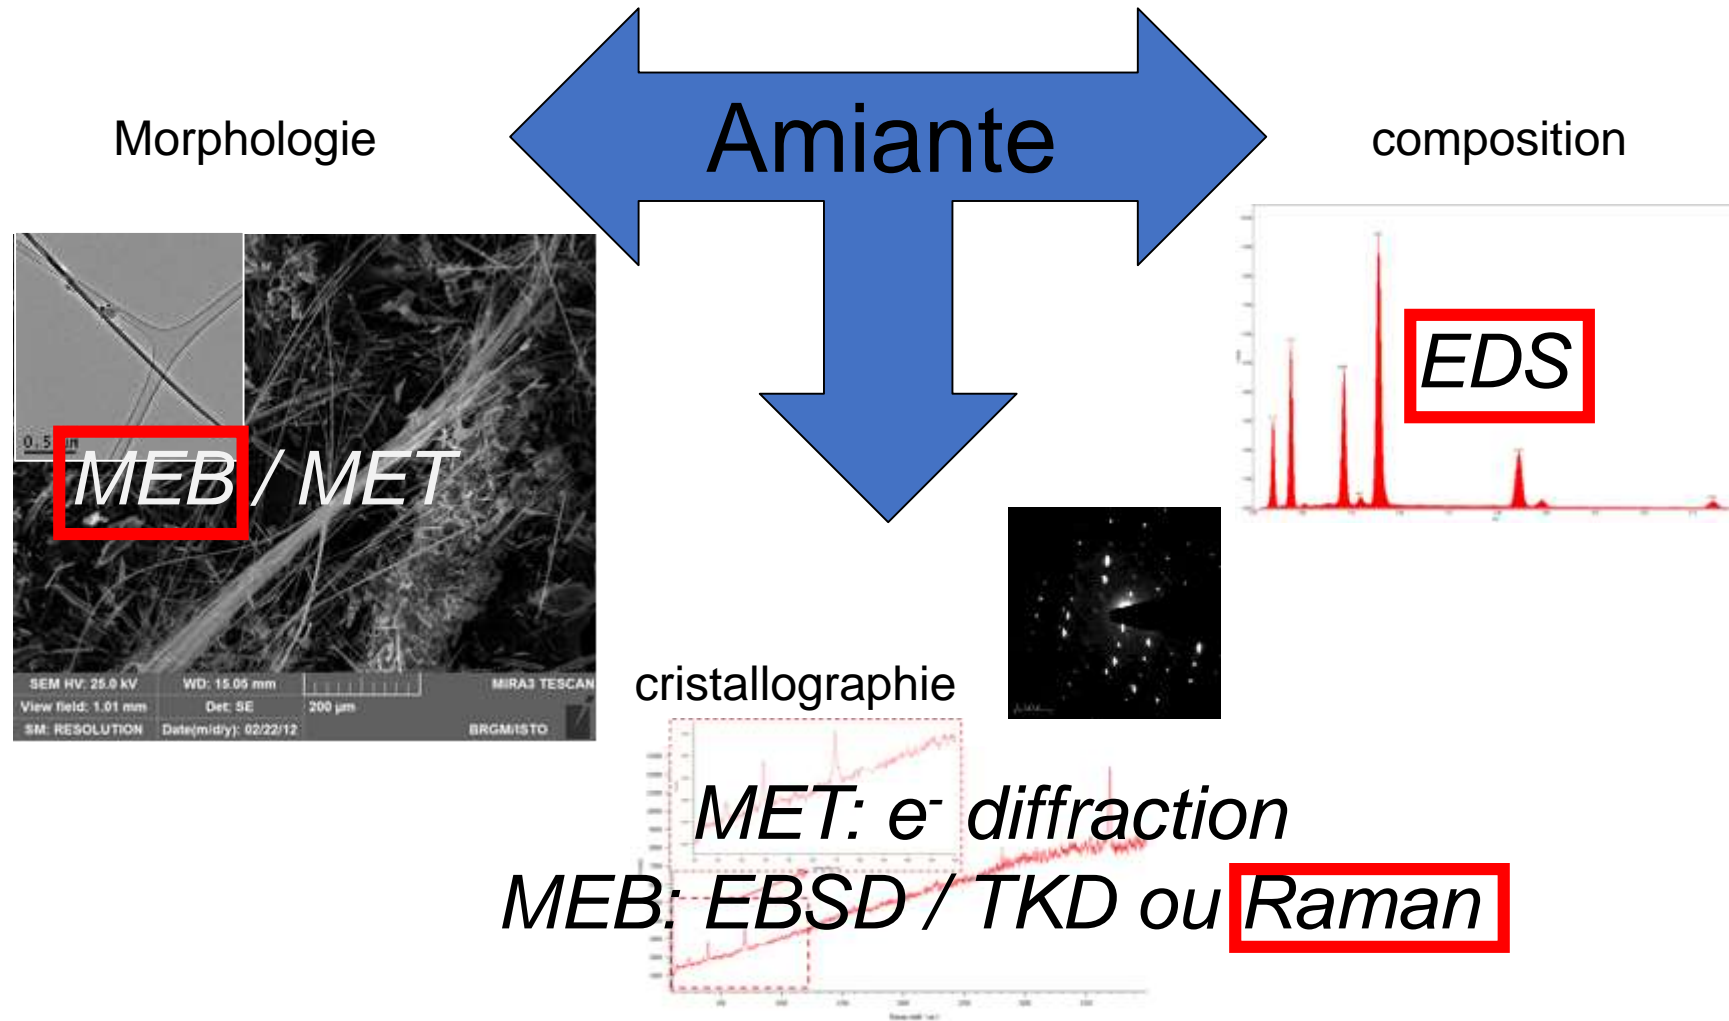 Amiante
Morphologie
composition
EDS
MEB / MET
SEM HV: 25.0 kV WD: 15.05 mm MIRA3 TESCAN
View field: 1.01 mm Det: SE 200 µm
SM: RESOLUTION Date(m/d/y): 02/22/12 BRGM/ISTO
cristallographie
MET: e- diffraction
MEB: EBSD / TKD ou Raman